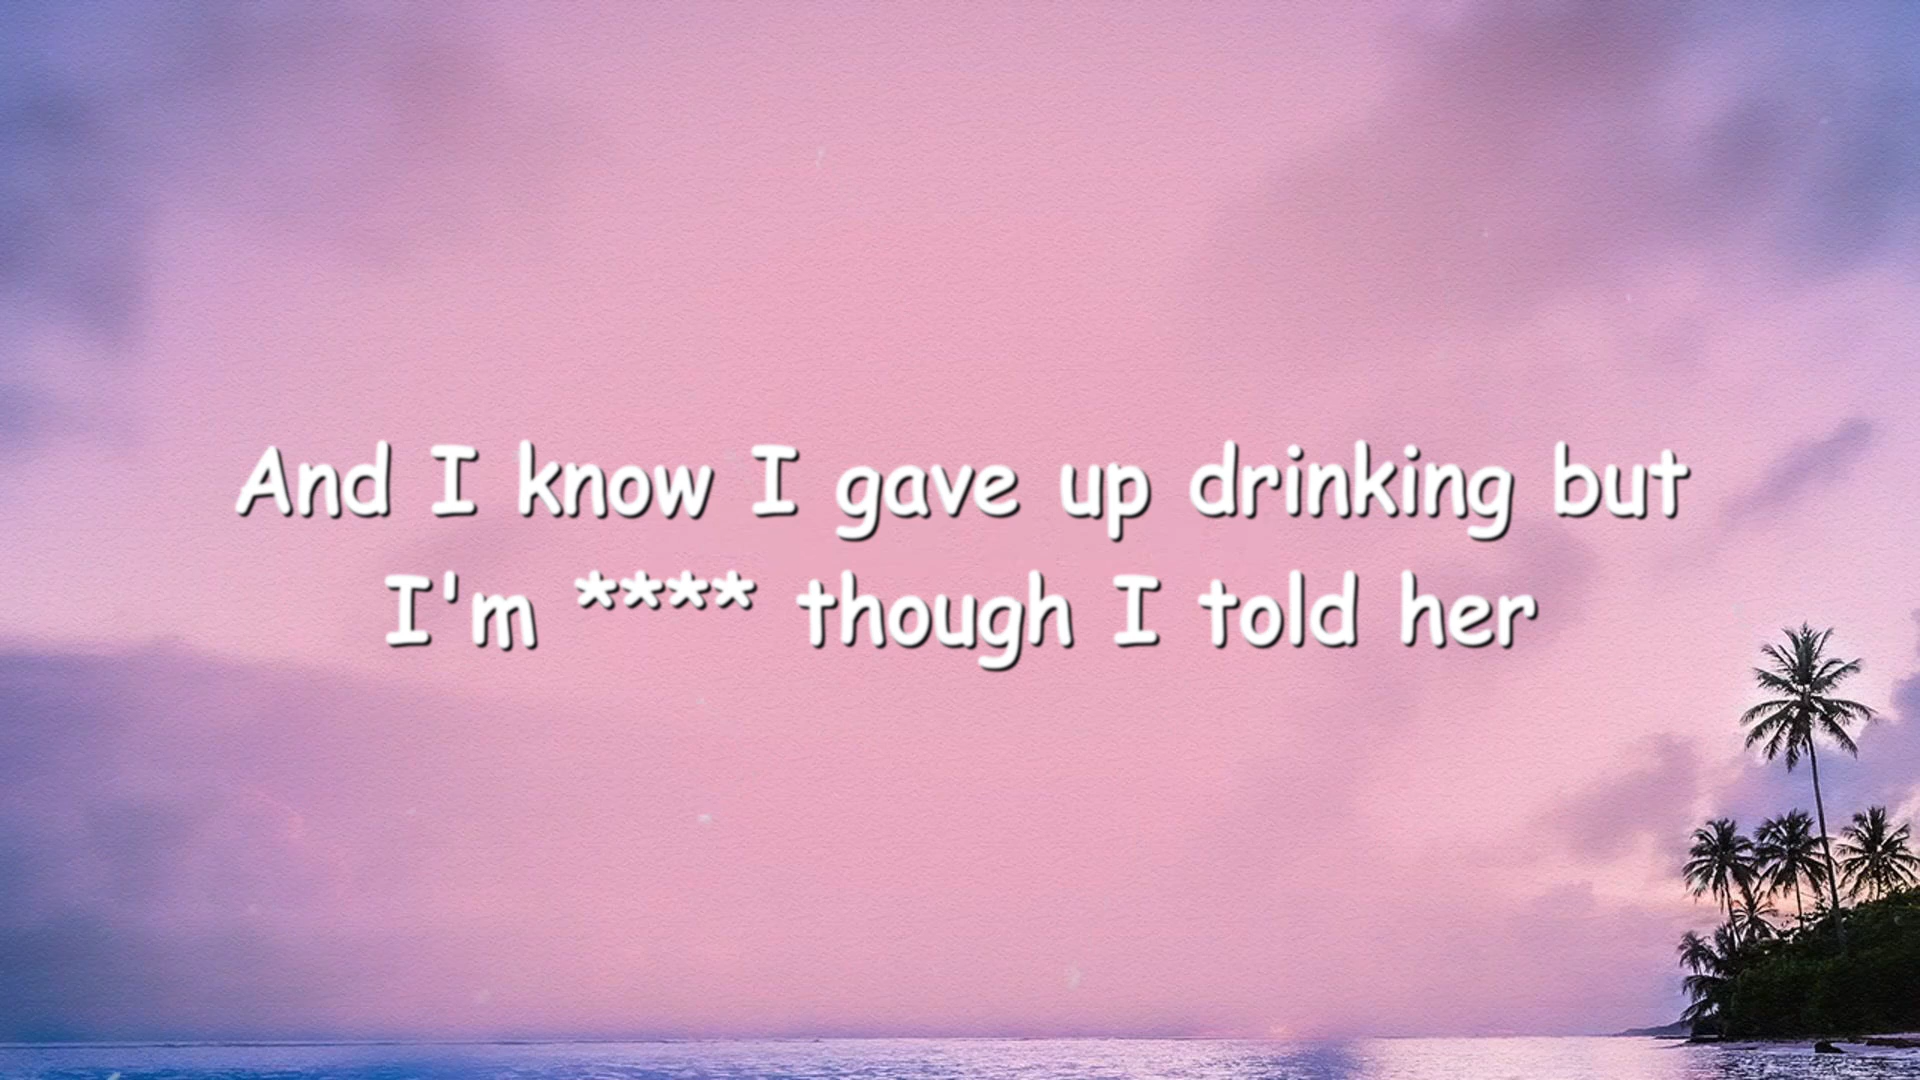 And I know I gave up drinking but
I'm **** though I told her